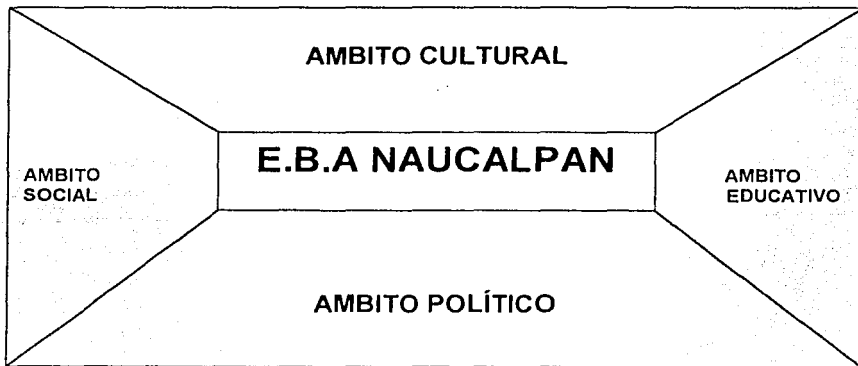 AMBITO CULTURAL
E.B.A NAUCALPAN
AMBITO
SOCIAL
AMBITO
EDUCATIVO
AMBITO POLÍTICO